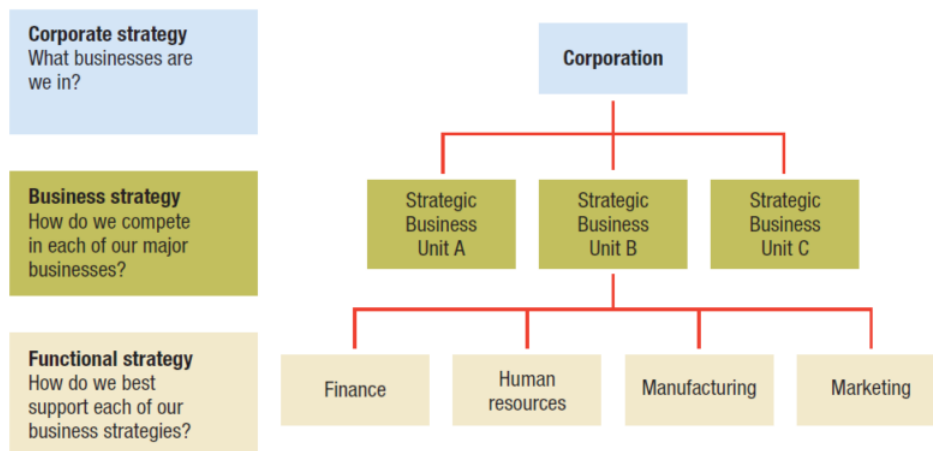 Corporate strategy
What businesses are
we in?
Corporation
Business strategy
How do we compete
in each of our major
businesses?
Strategic
Business
Unit A
Strategic
Business
Unit B
Strategic
Business
Unit C
Functional strategy
How do we best
support each of our
business strategies?
Finance
Human
resources
Manufacturing
Marketing